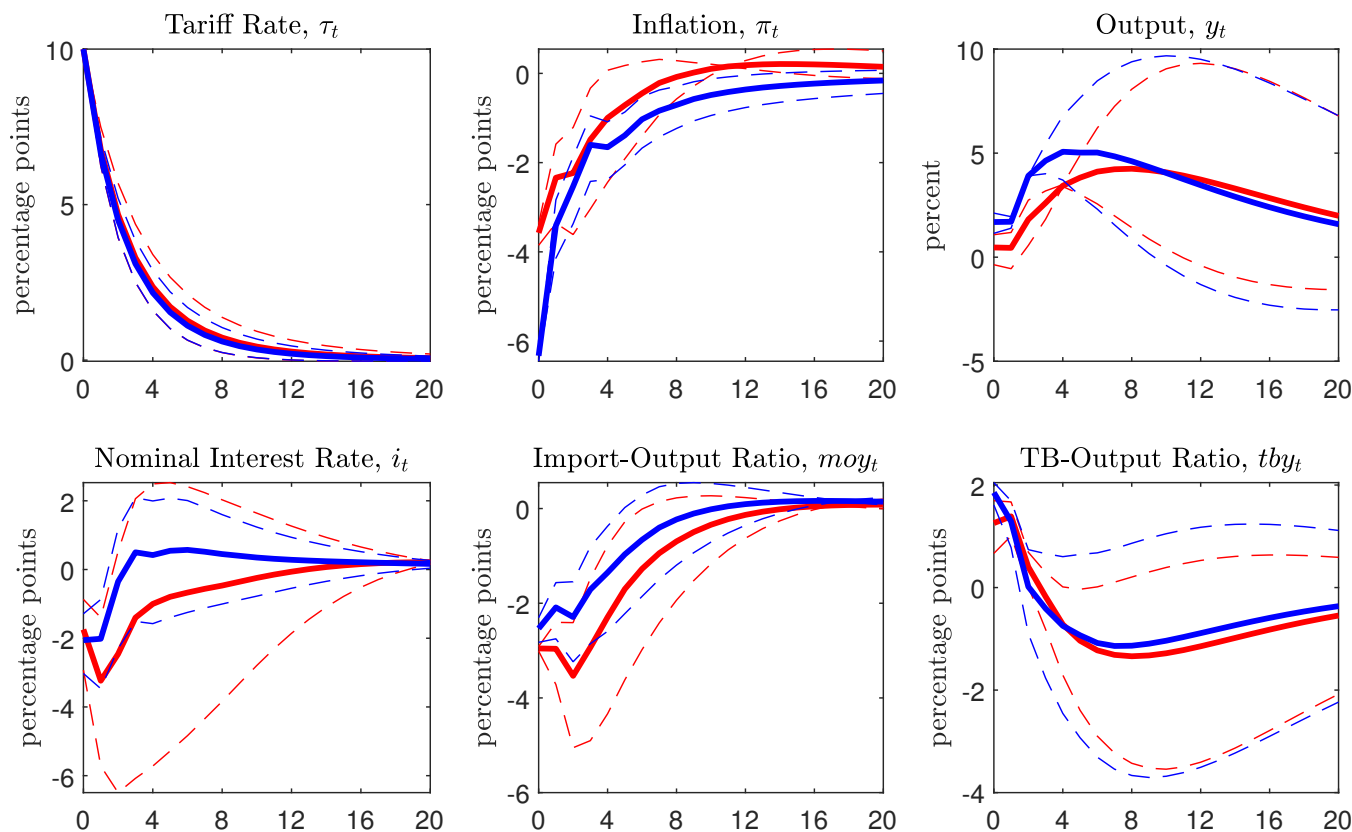 Tariff Rate, τt
percentage points
10
5
0
0 4 8 12 16 20
Inflation, πt
percentage points
0
-2
-4
-6
0 4 8 12 16 20
Output, yt
percent
10
5
0
-5
0 4 8 12 16 20
Nominal Interest Rate, it
percentage points
2
0
-2
-4
-6
0 4 8 12 16 20
Import-Output Ratio, moyt
percentage points
0
-2
-4
-6
0 4 8 12 16 20
TB-Output Ratio, tbyt
percentage points
2
0
-2
-4
0 4 8 12 16 20